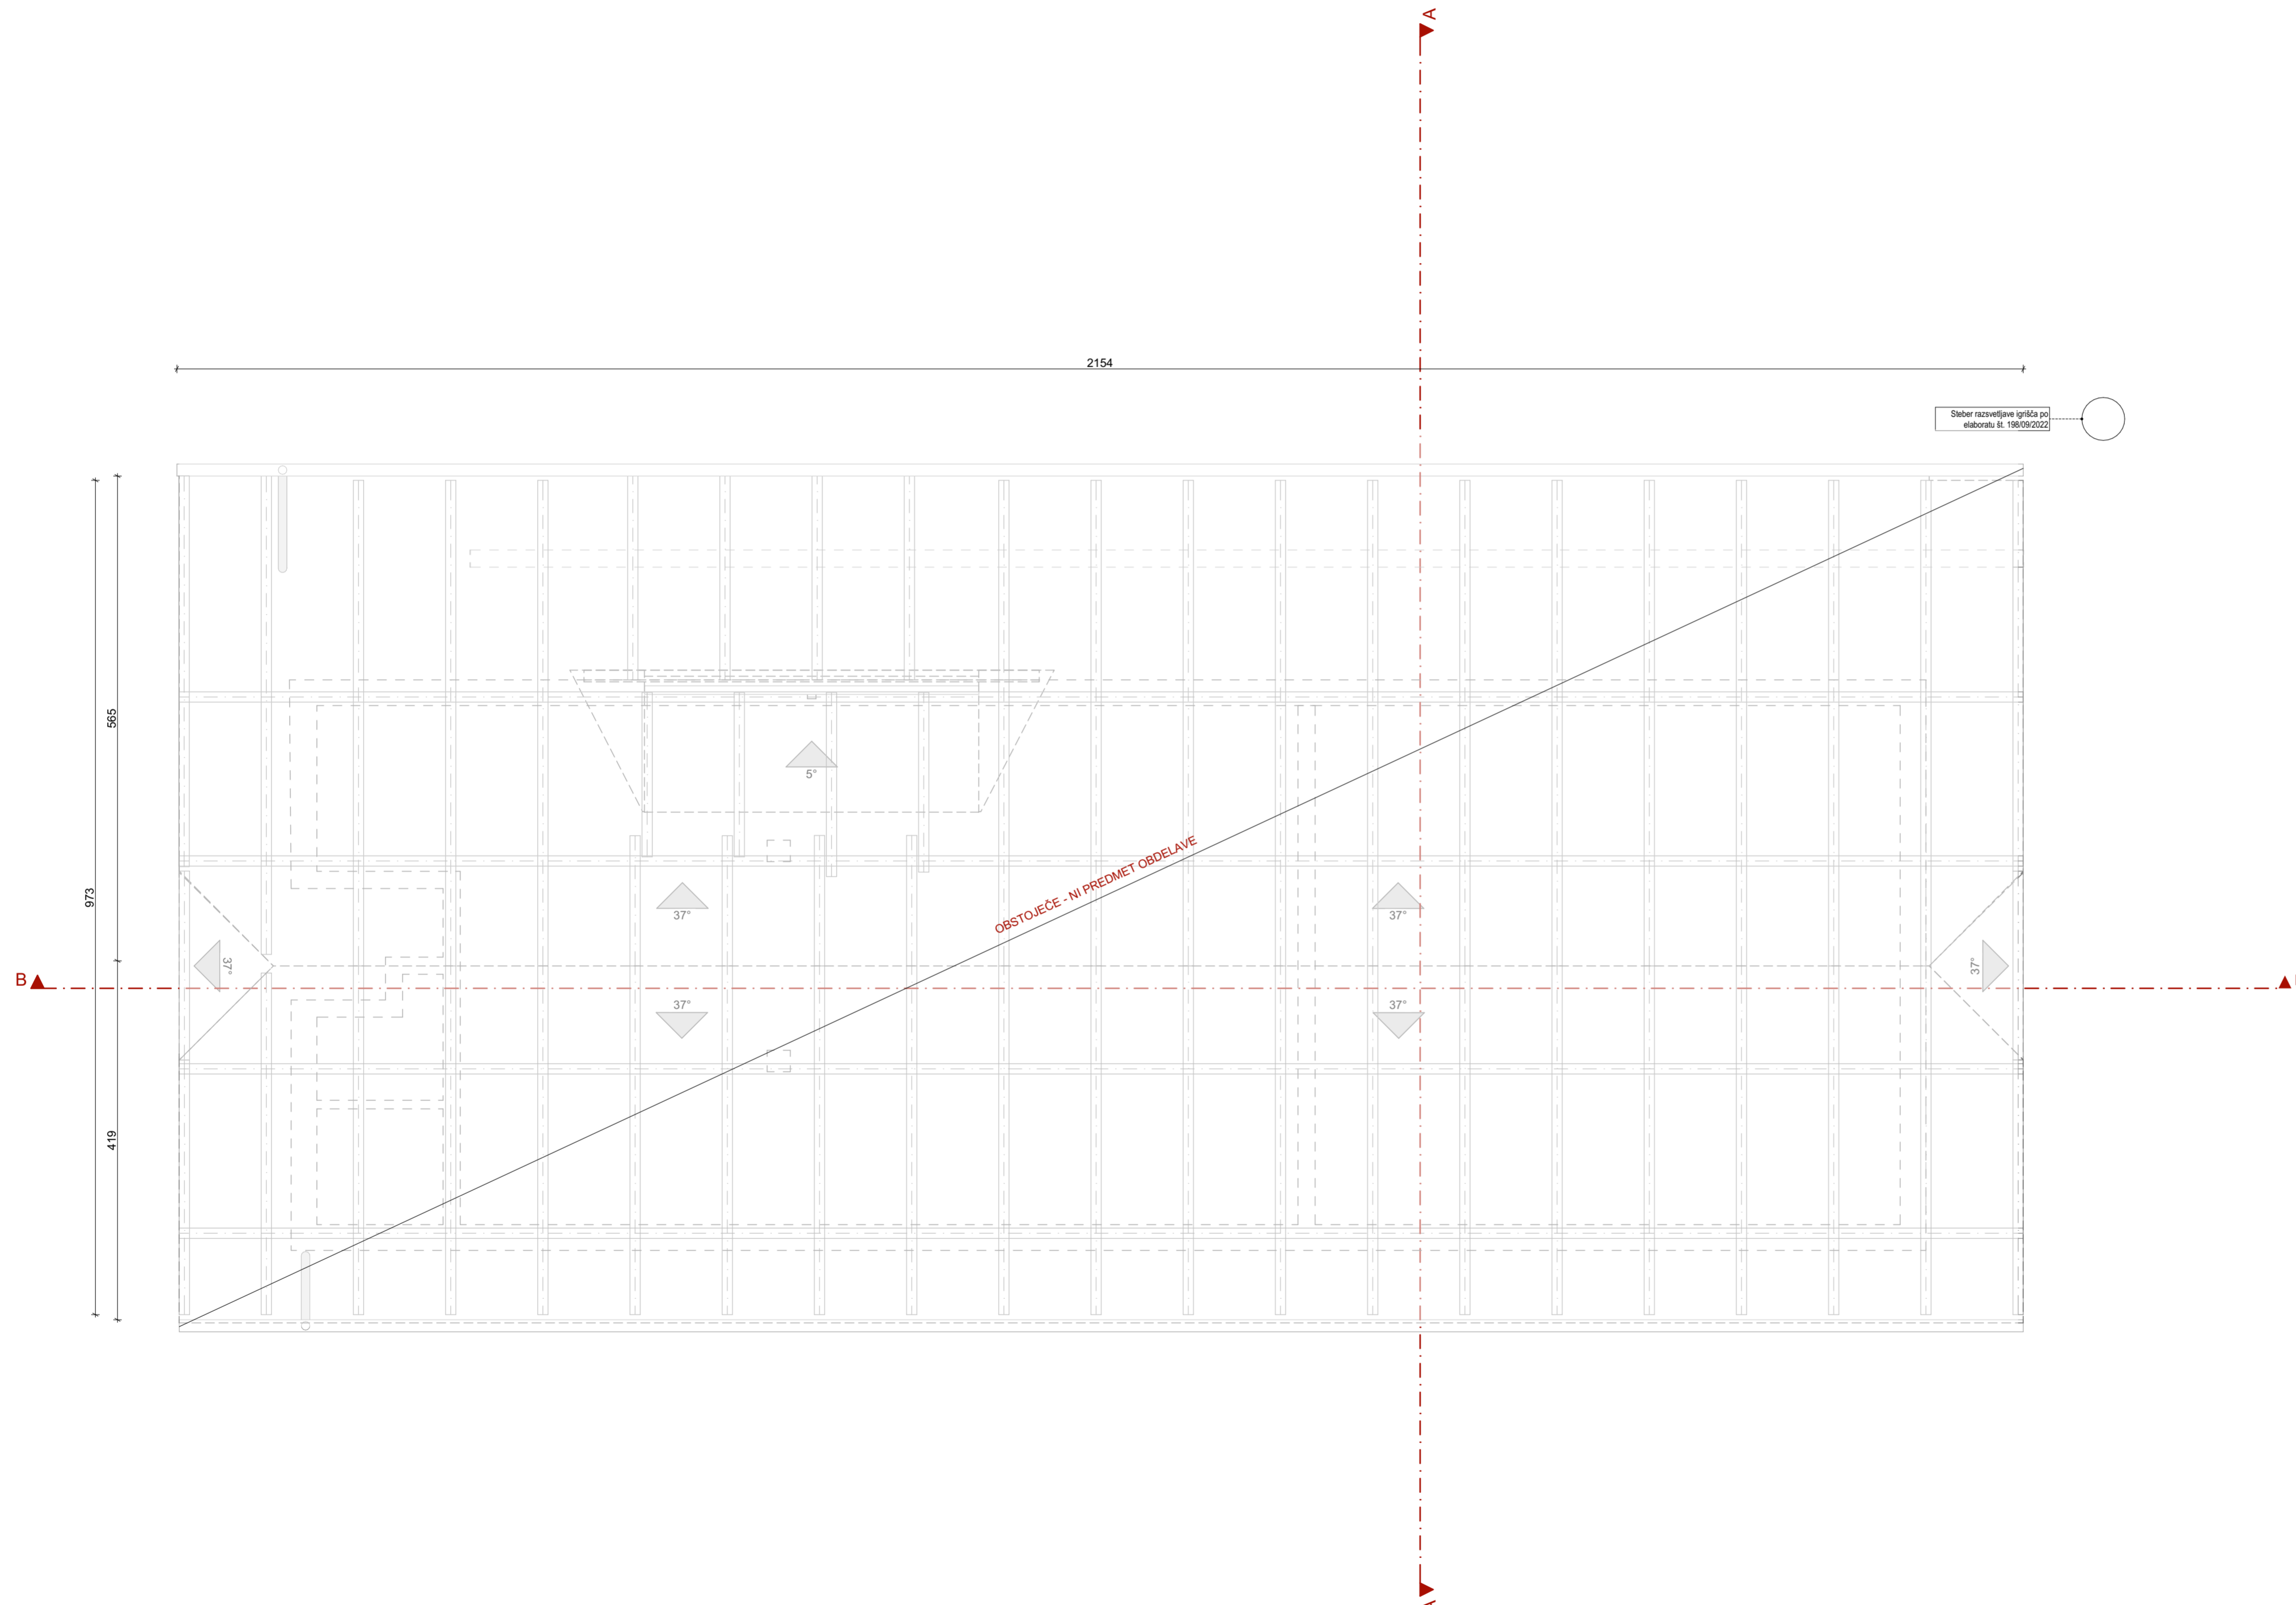 A
2154
Steber razsvetljave igrišča po
elaboratu št. 198/09/2022
565
5°
973
OBSTOJEČE - NI PREDMET OBDELAVE
37°
37°
37°
37°
B
37°
37°
419
A